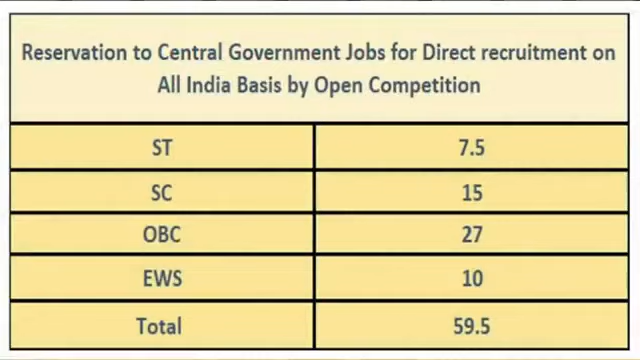 Reservation to Central Government Jobs for Direct recruitment on
All India Basis by Open Competition
ST 7.5
SC 15
OBC 27
EWS 10
Total 59.5